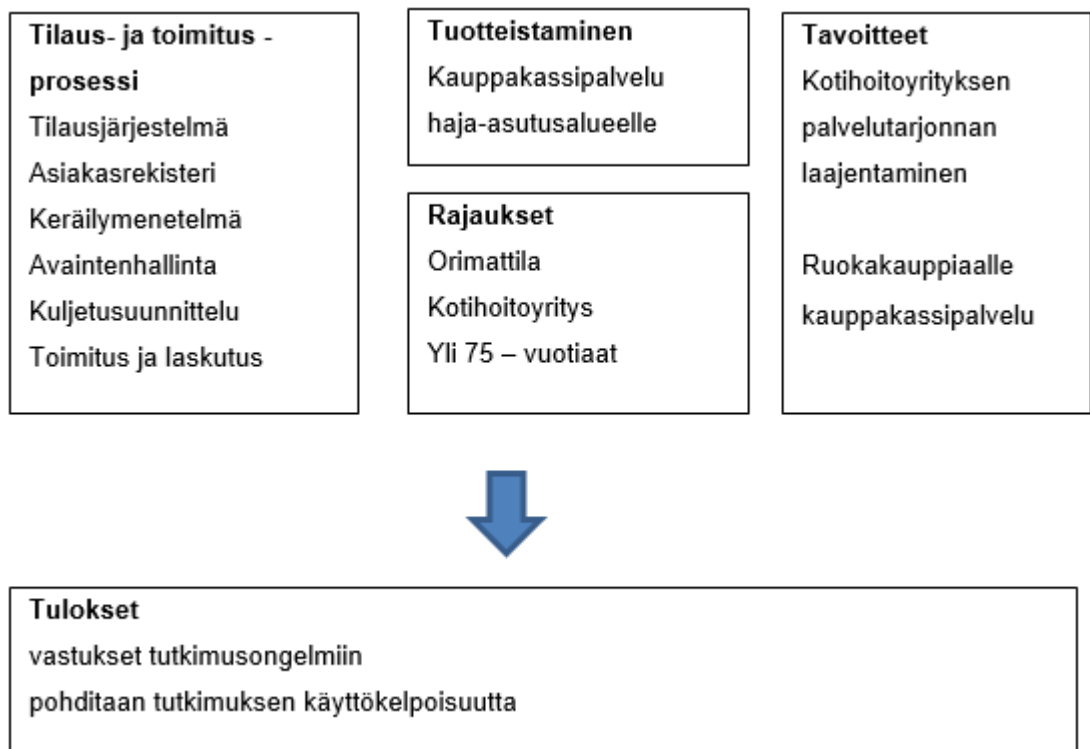 Tilaus- ja toimitus -
prosessi
Tilausjärjestelmä
Asiakasrekisteri
Keräilymenetelmä
Avaintenhallinta
Kuljetusuunnittelu
Toimitus ja laskutus
Tuotteistaminen
Kauppakassipalvelu
haja-asutusalueelle
Rajaukset
Orimattila
Kotihoitoyritys
Yli 75 – vuotiaat
Tavoitteet
Kotihoitoyrityksen
palvelutarjonnan
laajentaminen
Ruokakauppiaalle
kauppakassipalvelu
Tulokset
vastukset tutkimusongelmiin
pohditaan tutkimuksen käyttökelpoisuutta